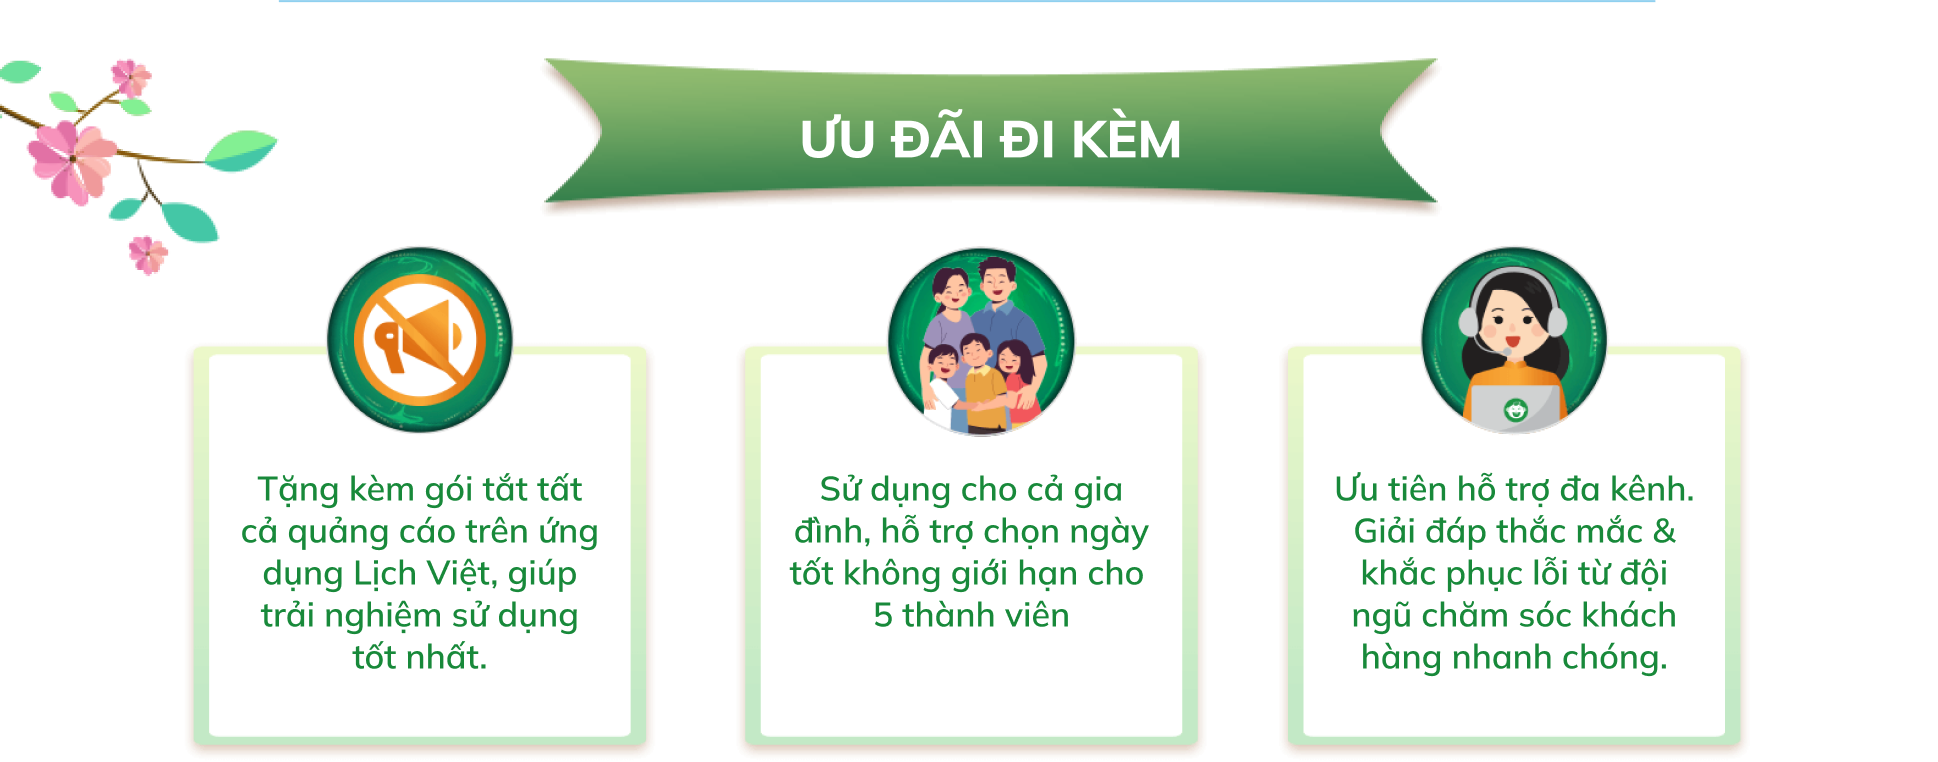 ƯU ĐÃI ĐI KÈM
Tặng kèm gói tắt tất
cả quảng cáo trên ứng
dụng Lịch Việt, giúp
trải nghiệm sử dụng
tốt nhất.
Sử dụng cho cả gia
đình, hỗ trợ chọn ngày
tốt không giới hạn cho
5 thành viên
Ưu tiên hỗ trợ đa kênh.
Giải đáp thắc mắc &
khắc phục lỗi từ đội
ngũ chăm sóc khách
hàng nhanh chóng.